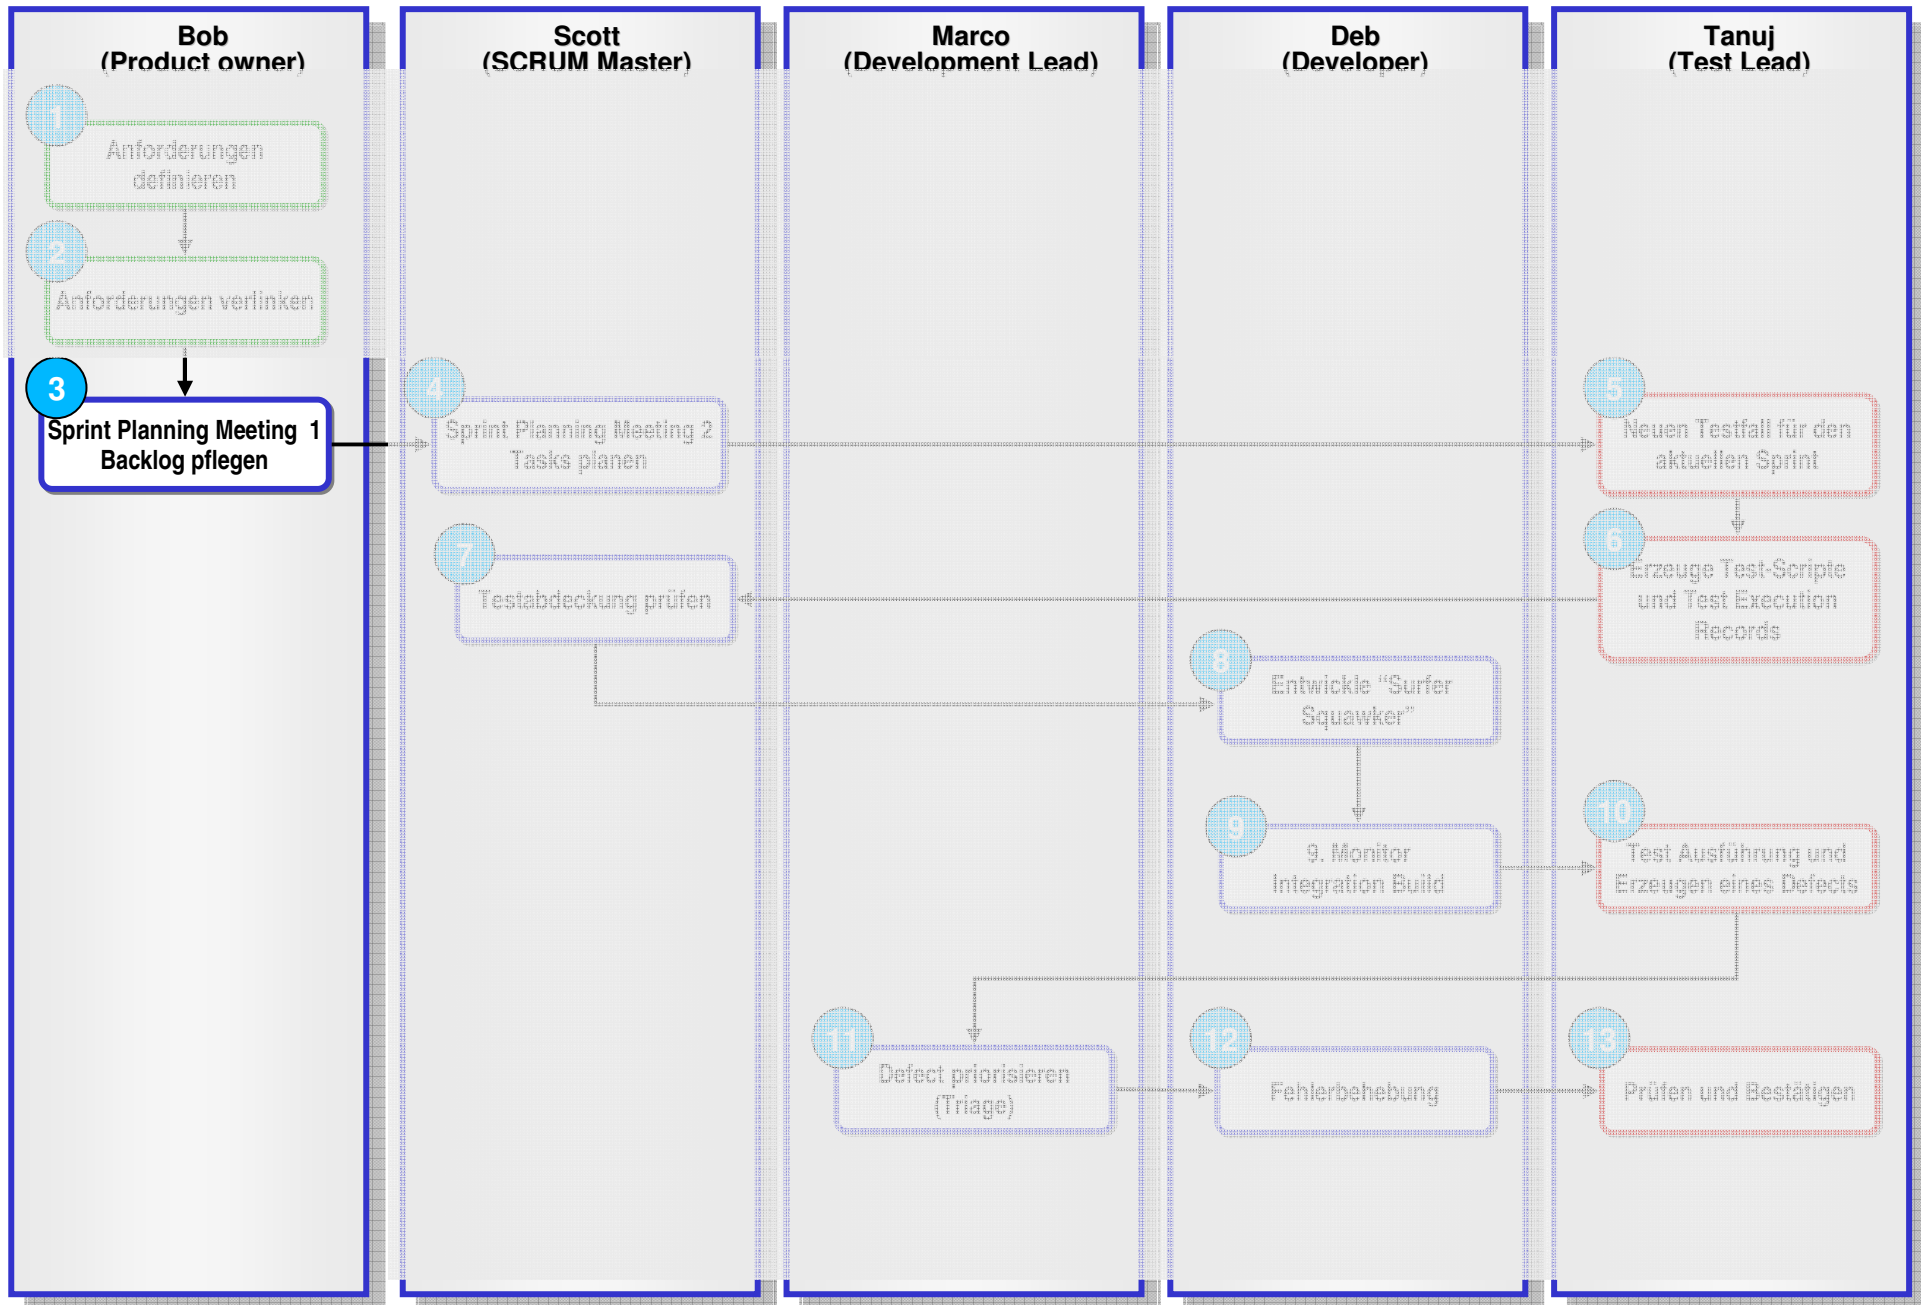 Bob
(Product owner)
Scott
(SCRUM Master)
Marco
(Development Lead)
Deb
(Developer)
Tanuj
(Test Lead)
1
Anforderungen
definieren
2
Anforderungen verlinken
3
Sprint Planning Meeting 1
Backlog pflegen
4
Sprint Planning Meeting 2
Tasks planen
5
Neuen Testfall für den
aktuellen Sprint
6
Erzeuge Test-Scripte
und Test Execution
Records
7
Testabdeckung prüfen
8
Entwickle "Surfer
Squawker"
9
9. Monitor
Integration Build
10
Test Ausführung und
Erzeugen eines Defects
11
Defect priorisieren
(Triage)
12
Fehlerbehebung
13
Prüfen und Bestätigen